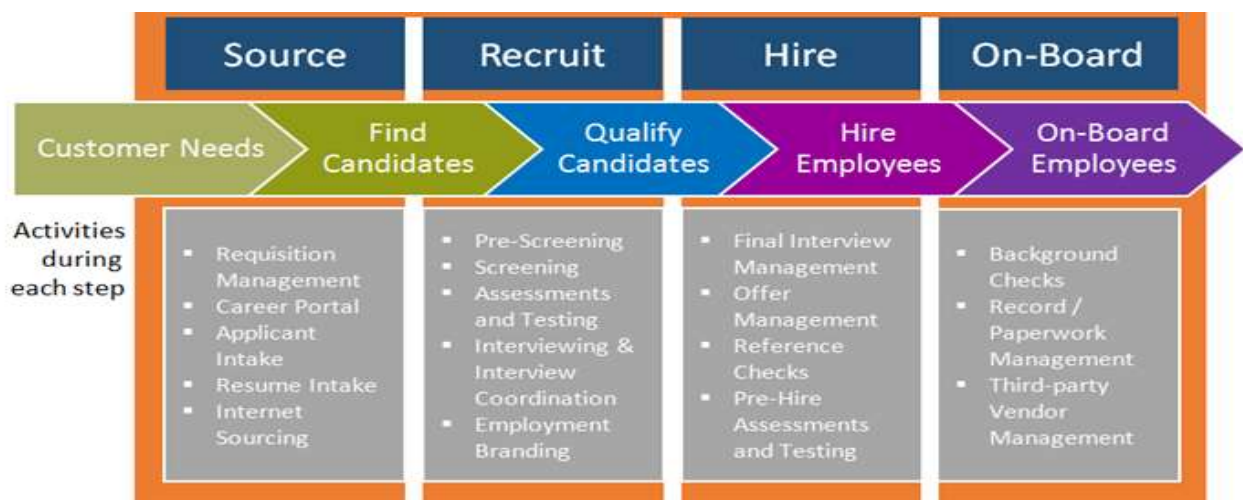 Source
Recruit
Hire
On-Board
Customer Needs
Find
Candidates
Qualify
Candidates
Hire
Employees
On-Board
Employees
Activities
during
each step
▪ Requisition
Management
▪ Career Portal
▪ Applicant
Intake
▪ Resume Intake
▪ Internet
Sourcing
▪ Pre-Screening
▪ Screening
▪ Assessments
and Testing
▪ Interviewing &
Interview
Coordination
▪ Employment
Branding
▪ Final Interview
Management
▪ Offer
Management
▪ Reference
Checks
▪ Pre-Hire
Assessments
and Testing
▪ Background
Checks
▪ Record /
Paperwork
Management
▪ Third-party
Vendor
Management